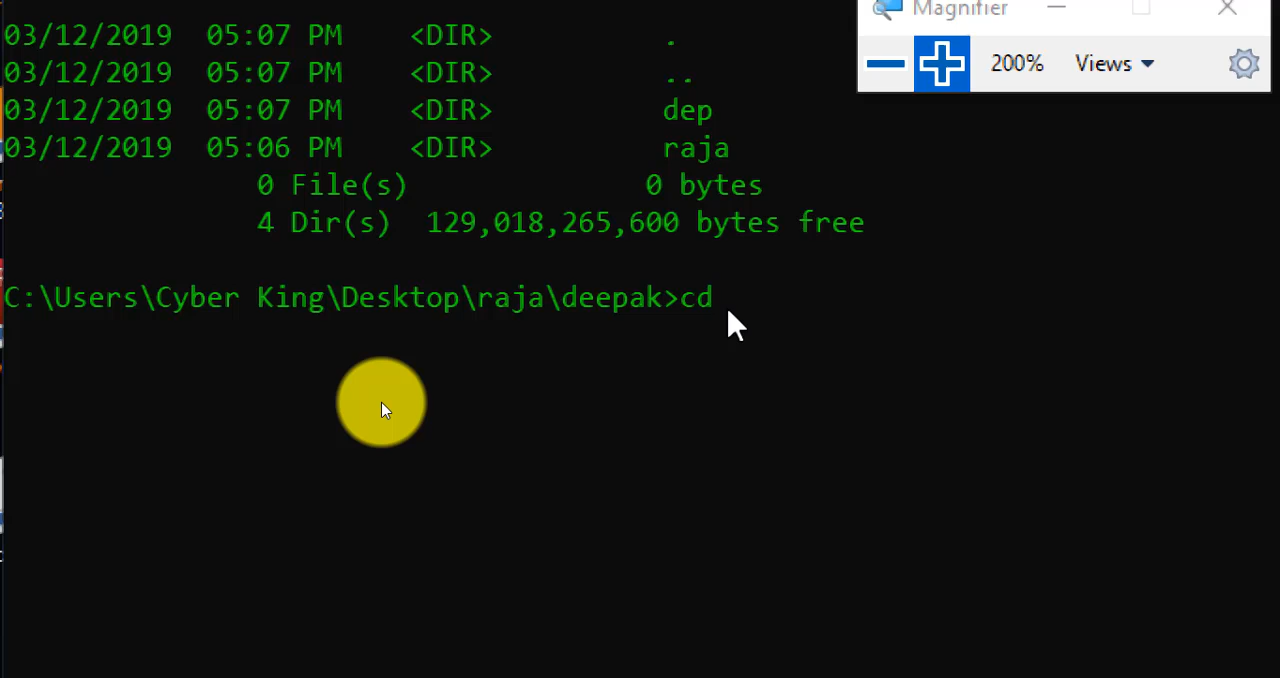 Magnifier
200% Views
03/12/2019 05:07 PM <DIR> .
03/12/2019 05:07 PM <DIR> ..
03/12/2019 05:07 PM <DIR> dep
03/12/2019 05:06 PM <DIR> raja
0 File(s) 0 bytes
4 Dir(s) 129,018,265,600 bytes free
C:\Users\Cyber King\Desktop\raja\deepak>cd